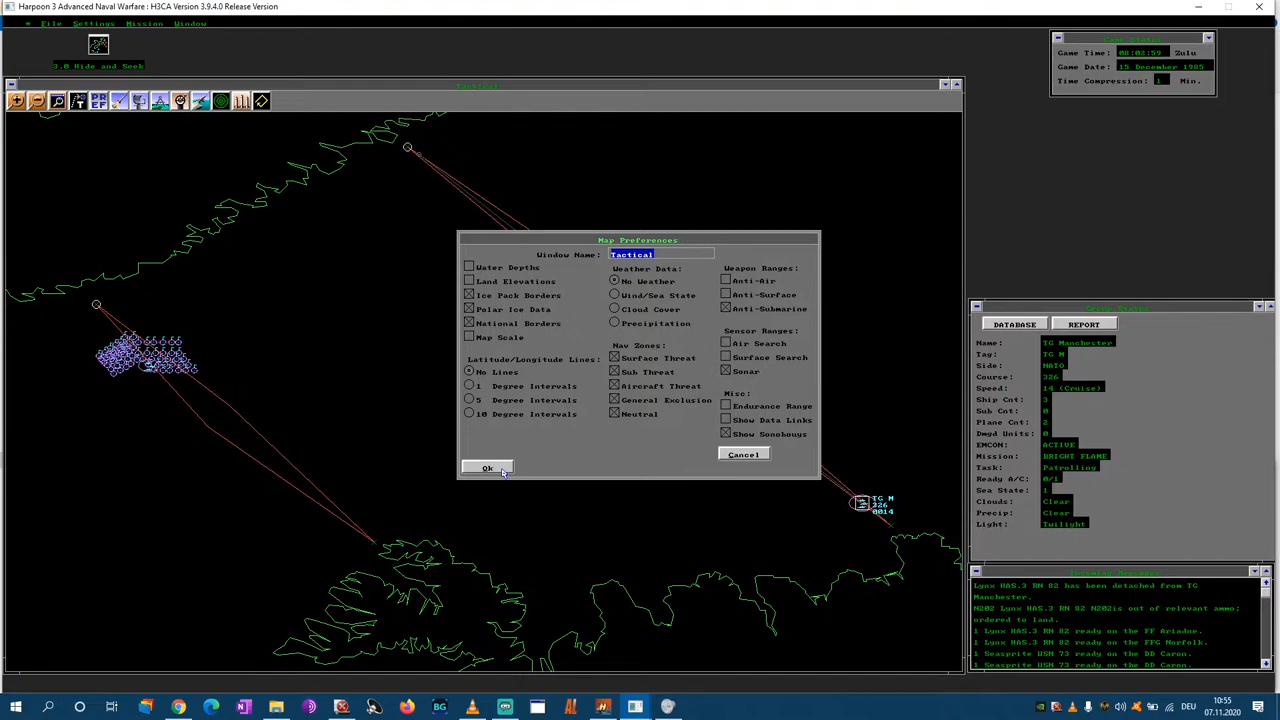 Harpoon 3 Advanced Naval Warfare : H3CA Version 3.9.4.0 Release Version
File Settings Mission Window
3.0 Hide and Seek
Tactical
PREF
Game Status
Game Time: 08:02:59 Zulu
Game Date: 15 December 1985
Time Compression: 1 Min.
Map Preferences
Window Name: Tactical
Water Depths
Land Elevations
Ice Pack Borders
Polar Ice Data
National Borders
Map Scale
Latitude/Longitude Lines:
No Lines
1 Degree Intervals
5 Degree Intervals
10 Degree Intervals
Weather Data:
No Weather
Wind/Sea State
Cloud Cover
Precipitation
Nav Zones:
Surface Threat
Sub Threat
Aircraft Threat
General Exclusion
Neutral
Weapon Ranges:
Anti-Air
Anti-Surface
Anti-Submarine
Sensor Ranges:
Air Search
Surface Search
Sonar
Misc:
Endurance Range
Show Data Links
Show Sonobouys
Ok
Cancel
TG M
326
0014
Group Status
DATABASE REPORT
Name: TG Manchester
Tag: TG M
Side: NATO
Course: 326
Speed: 14 (Cruise)
Ship Cnt: 3
Sub Cnt: 0
Plane Cnt: 2
Dmgd Units: 0
EMCON: ACTIVE
Mission: BRIGHT FLAME
Task: Patrolling
Ready A/C: 0/1
Sea State: 1
Clouds: Clear
Precip: Clear
Light: Twilight
Incoming Messages
Lynx HAS.3 RN 82 has been detached from TG
Manchester.
N202 Lynx HAS.3 RN 82 N202is out of relevant ammo;
ordered to land.
1 Lynx HAS.3 RN 82 ready on the FF Ariadne.
1 Lynx HAS.3 RN 82 ready on the FFG Norfolk.
1 Seasprite USN 73 ready on the DD Caron.
1 Seasprite USN 73 ready on the DD Caron.
DEU
10:55
07.11.2020